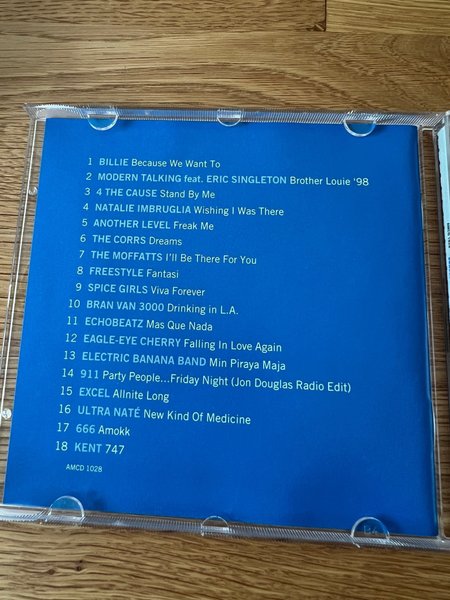 1 BILLIE Because We Want To
2 MODERN TALKING feat. ERIC SINGLETON Brother Louie '98
3 4 THE CAUSE Stand By Me
4 NATALIE IMBRUGLIA Wishing I Was There
5 ANOTHER LEVEL Freak Me
6 THE CORRS Dreams
7 THE MOFFATTS I'll Be There For You
8 FREESTYLE Fantasi
9 SPICE GIRLS Viva Forever
10 BRAN VAN 3000 Drinking in L.A.
11 ECHOBEATZ Mas Que Nada
12 EAGLE-EYE CHERRY Falling In Love Again
13 ELECTRIC BANANA BAND Min Piraya Maja
14 911 Party People...Friday Night (Jon Douglas Radio Edit)
15 EXCEL Allnite Long
16 ULTRA NATÉ New Kind Of Medicine
17 666 Amokk
18 KENT 747
AMCD 1028